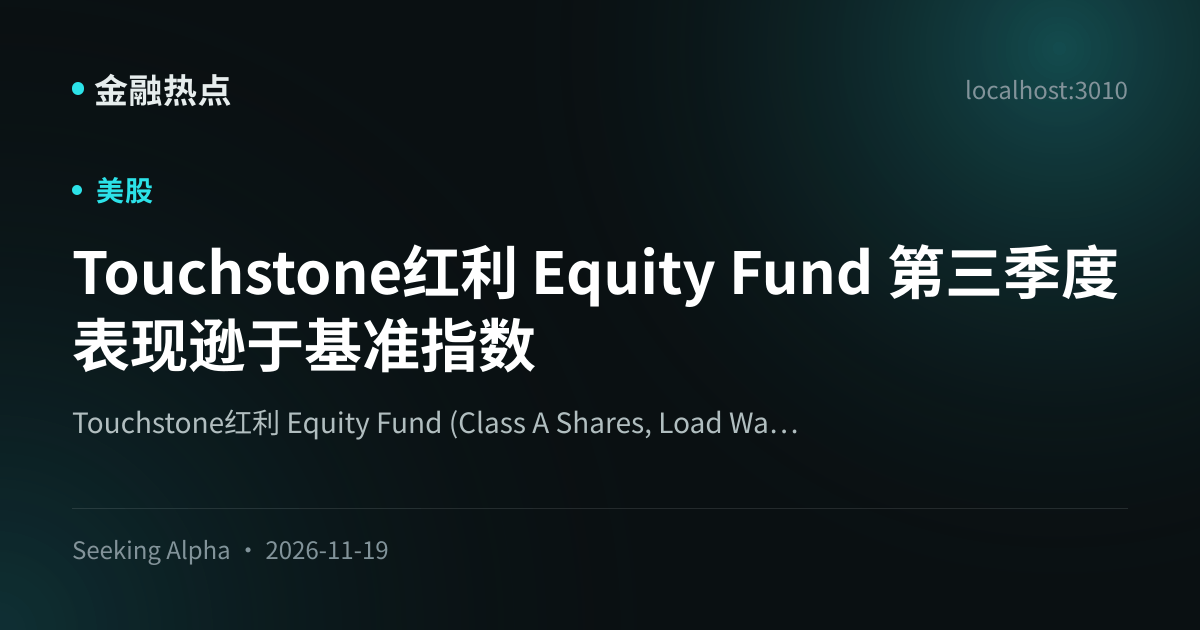 金融热点
localhost:3010
美股
Touchstone红利 Equity Fund 第三季度
表现逊于基准指数
Touchstone红利 Equity Fund (Class A Shares, Load Wa…
Seeking Alpha · 2026-11-19